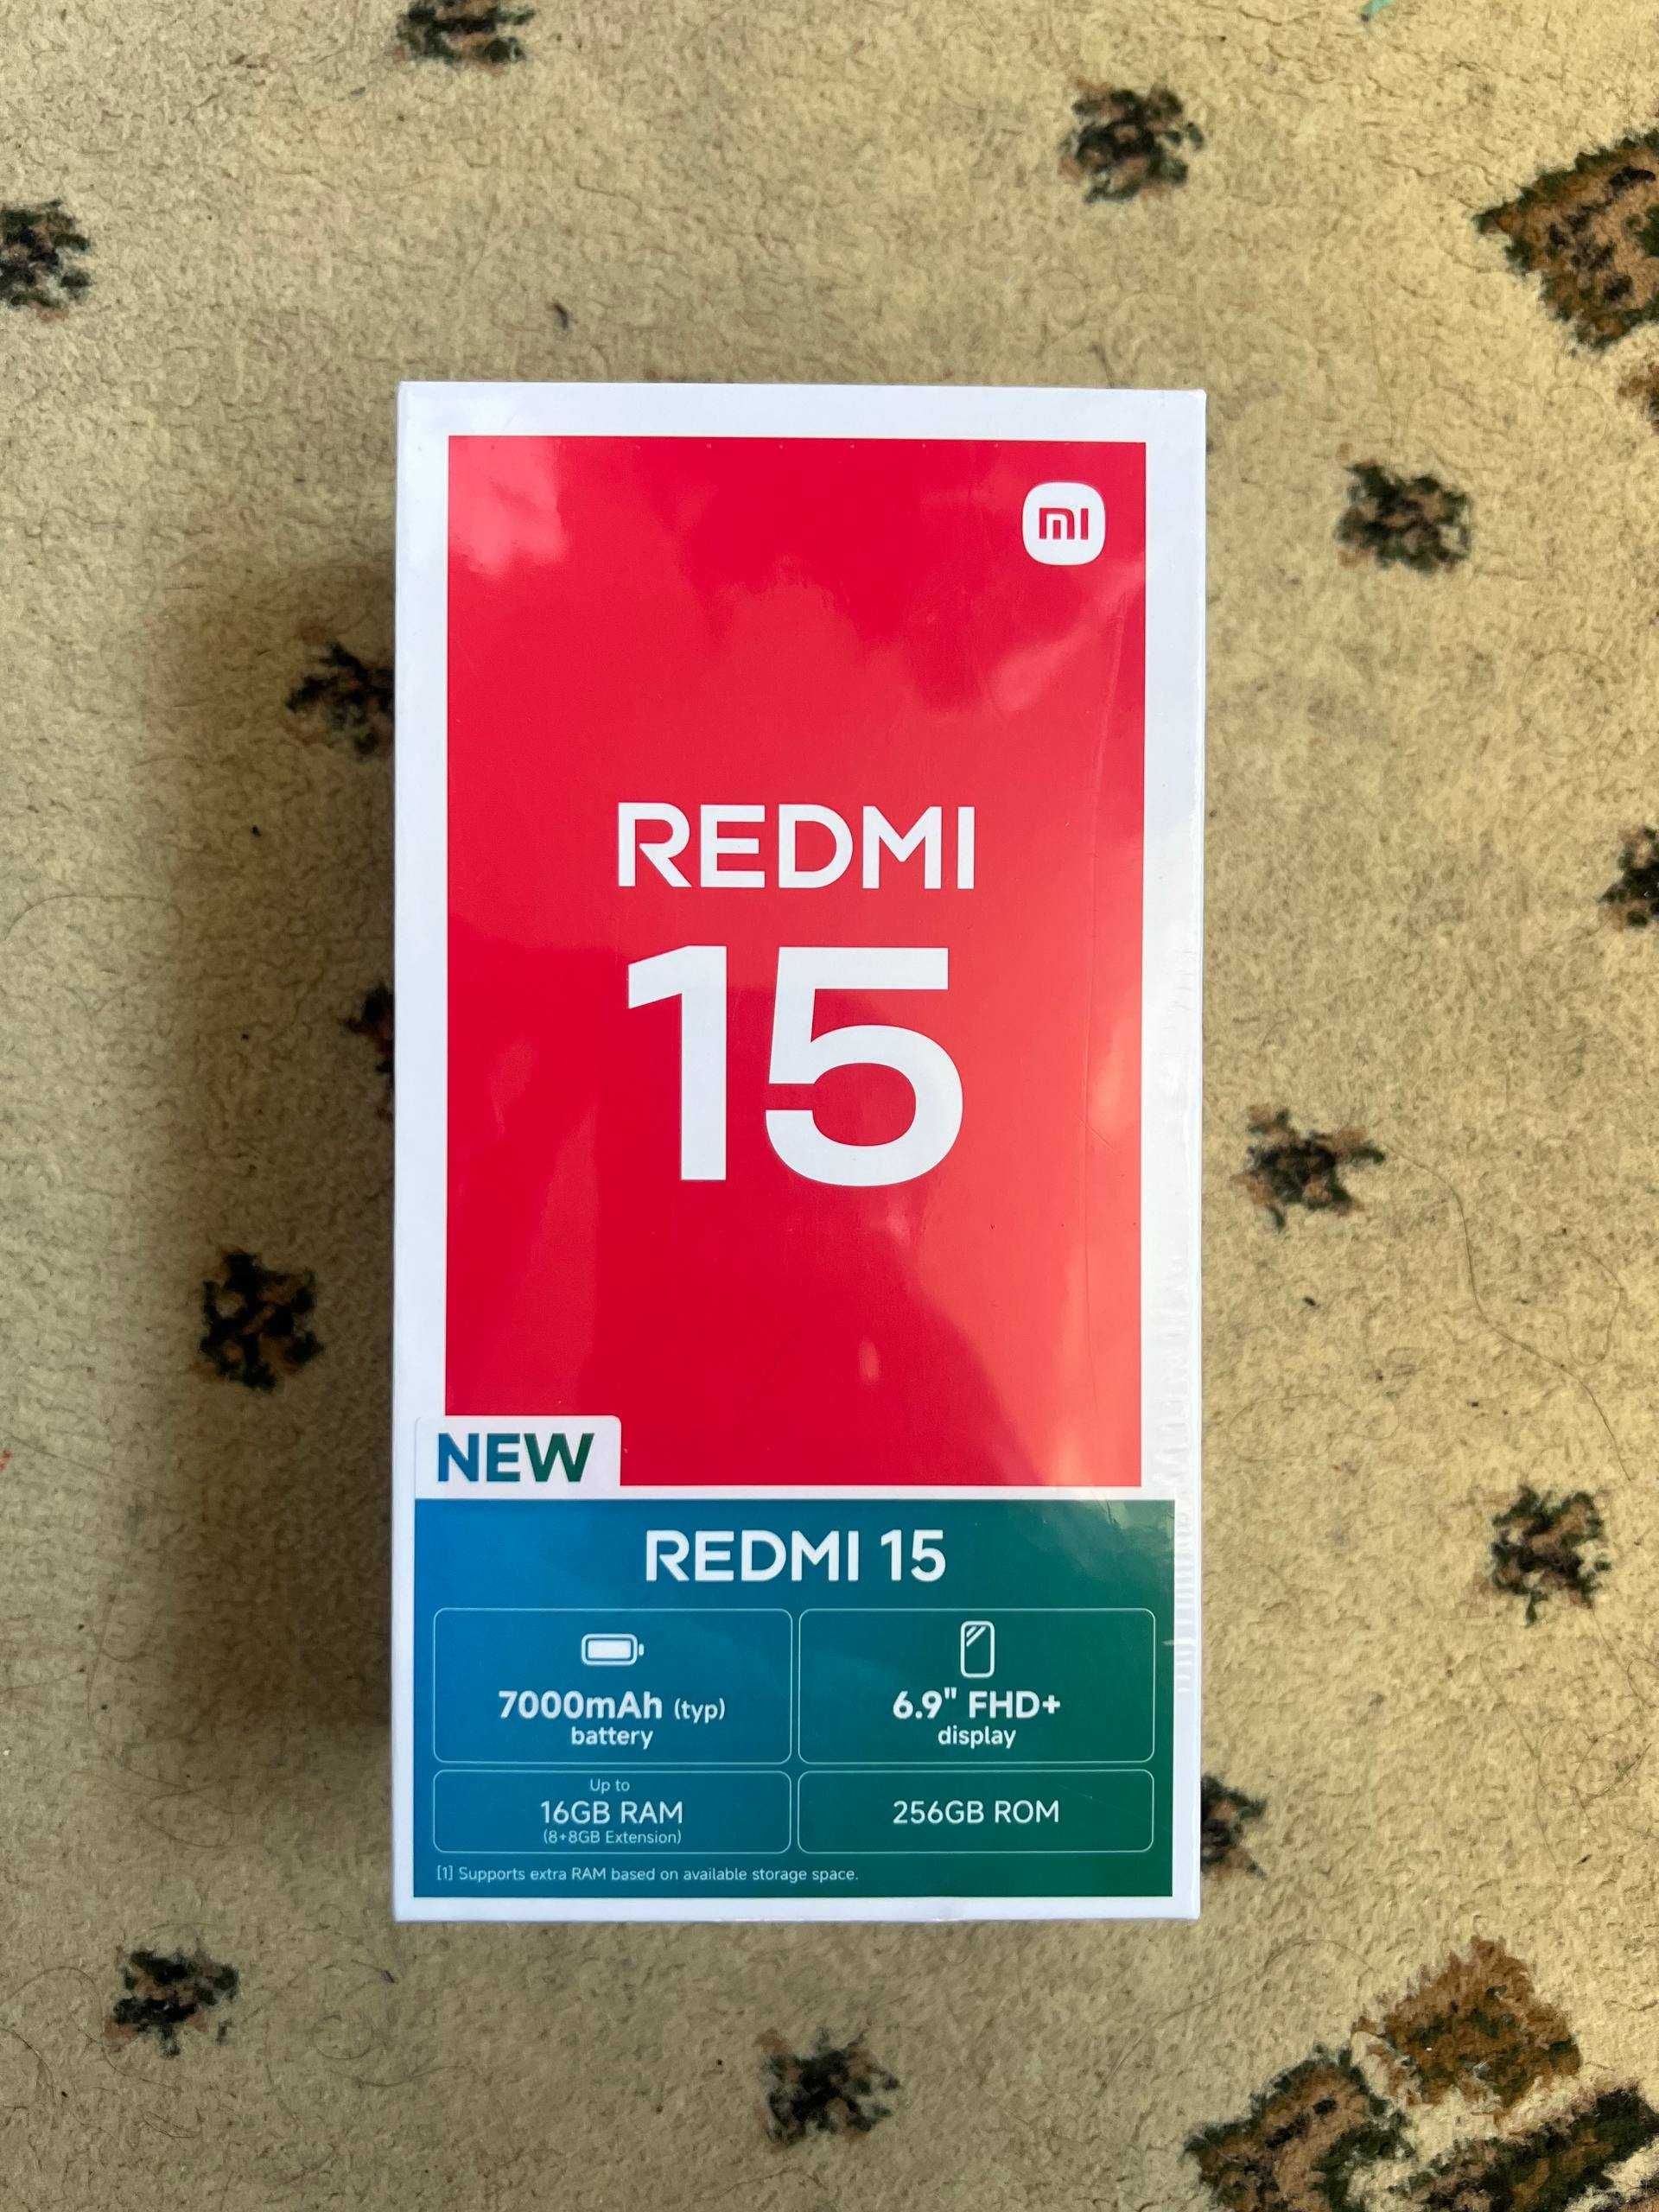 mi
REDMI
15
NEW
REDMI 15
7000mAh (typ)
battery
6.9" FHD+
display
Up to
16GB RAM
(8+8GB Extension)
256GB ROM
[1] Supports extra RAM based on available storage space.